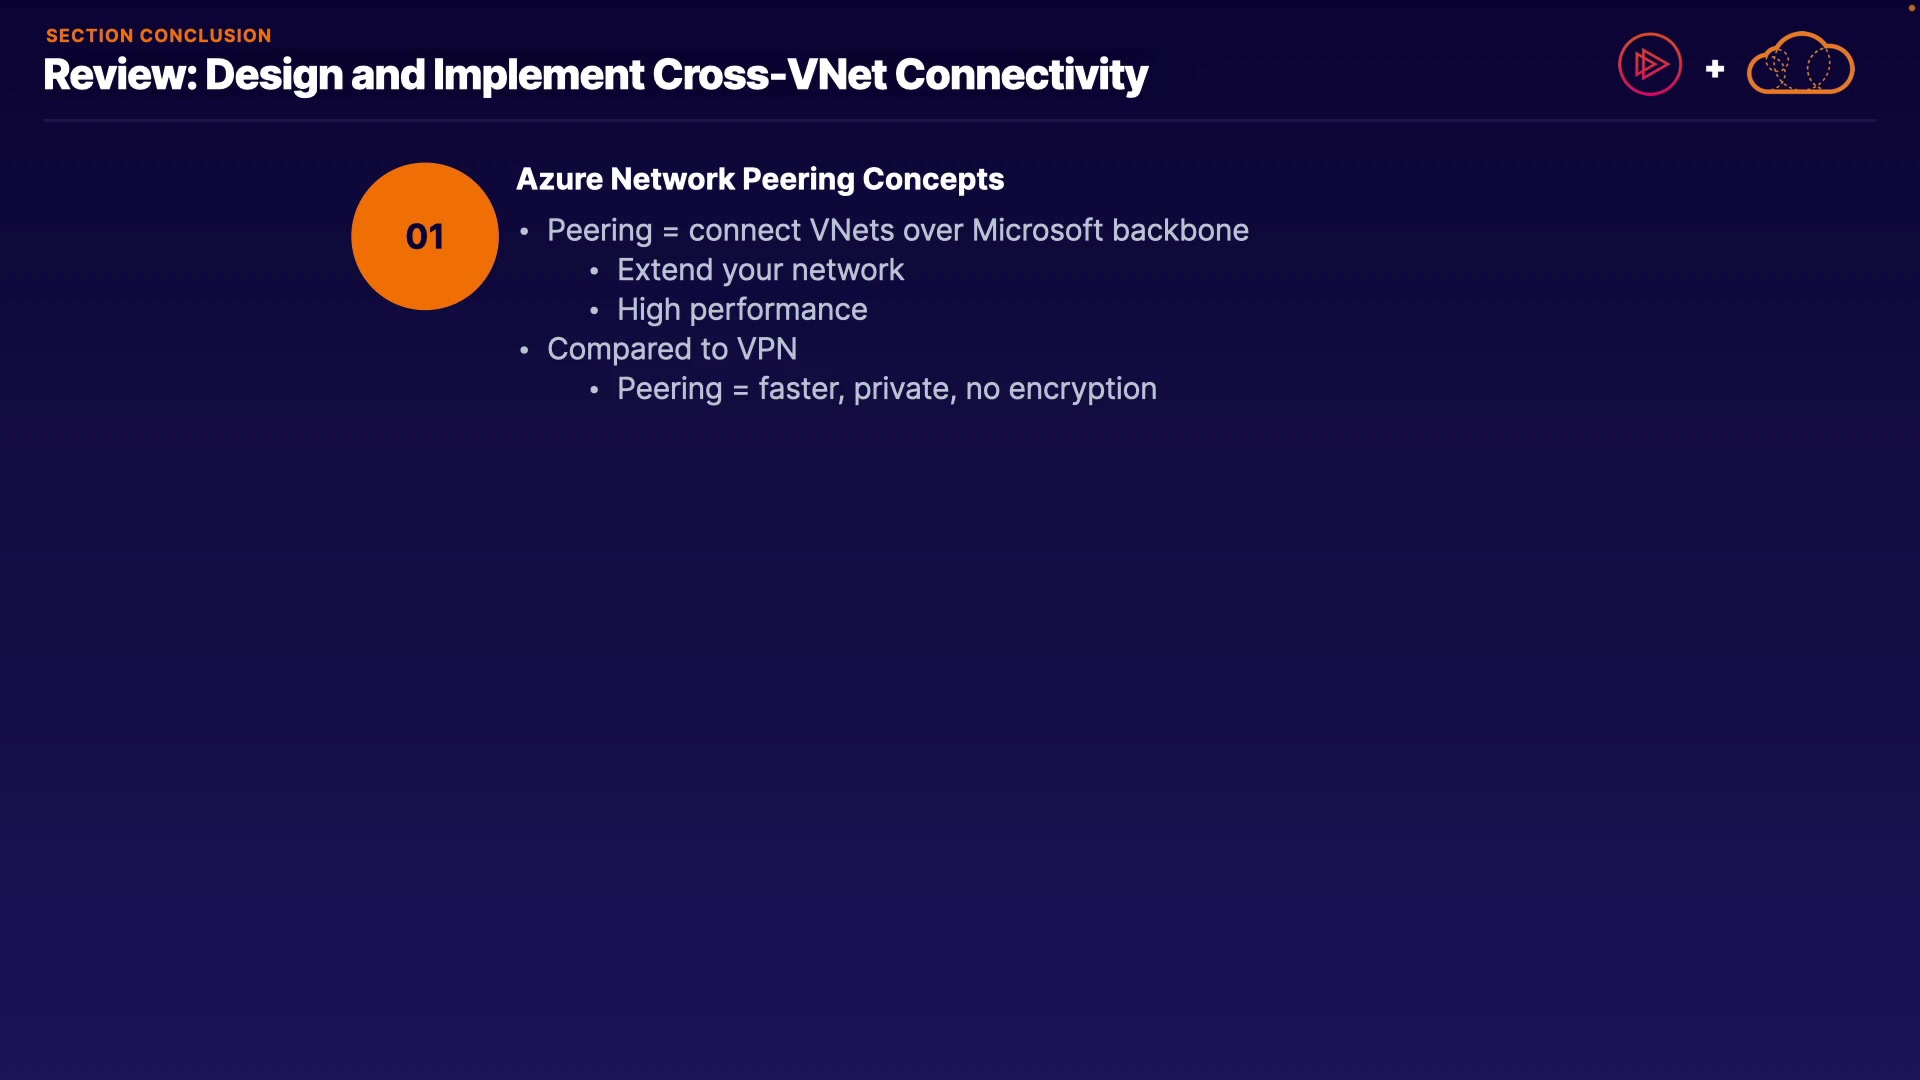 SECTION CONCLUSION
Review: Design and Implement Cross-VNet Connectivity
+
01
Azure Network Peering Concepts
• Peering = connect VNets over Microsoft backbone
• Extend your network
• High performance
• Compared to VPN
• Peering = faster, private, no encryption